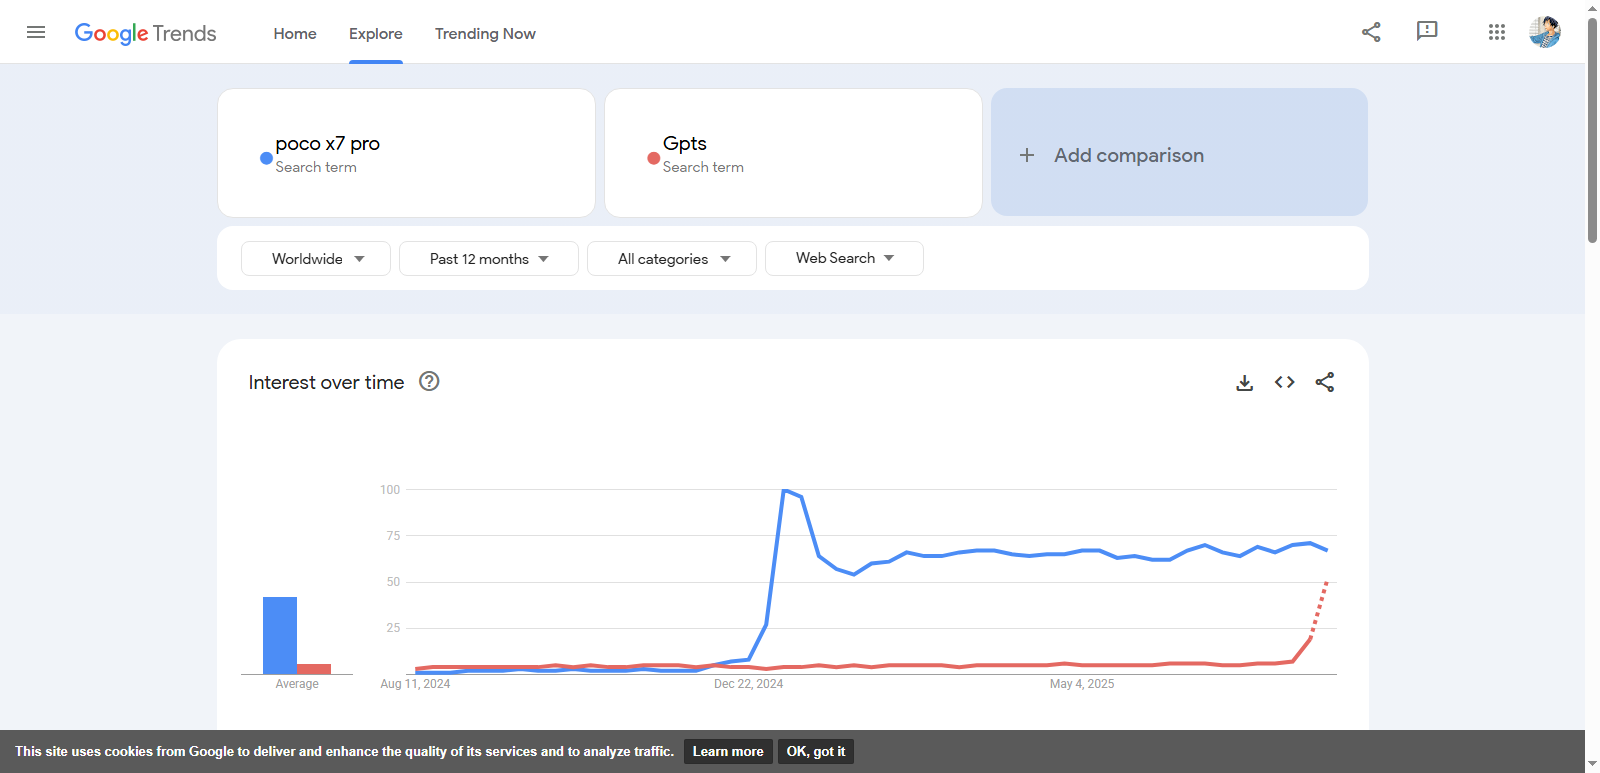 Google Trends
Home Explore Trending Now
poco x7 pro
Search term
Gpts
Search term
+ Add comparison
Worldwide
Past 12 months
All categories
Web Search
Interest over time
100
75
50
25
Average
Aug 11, 2024
Dec 22, 2024
May 4, 2025
This site uses cookies from Google to deliver and enhance the quality of its services and to analyze traffic. Learn more OK, got it